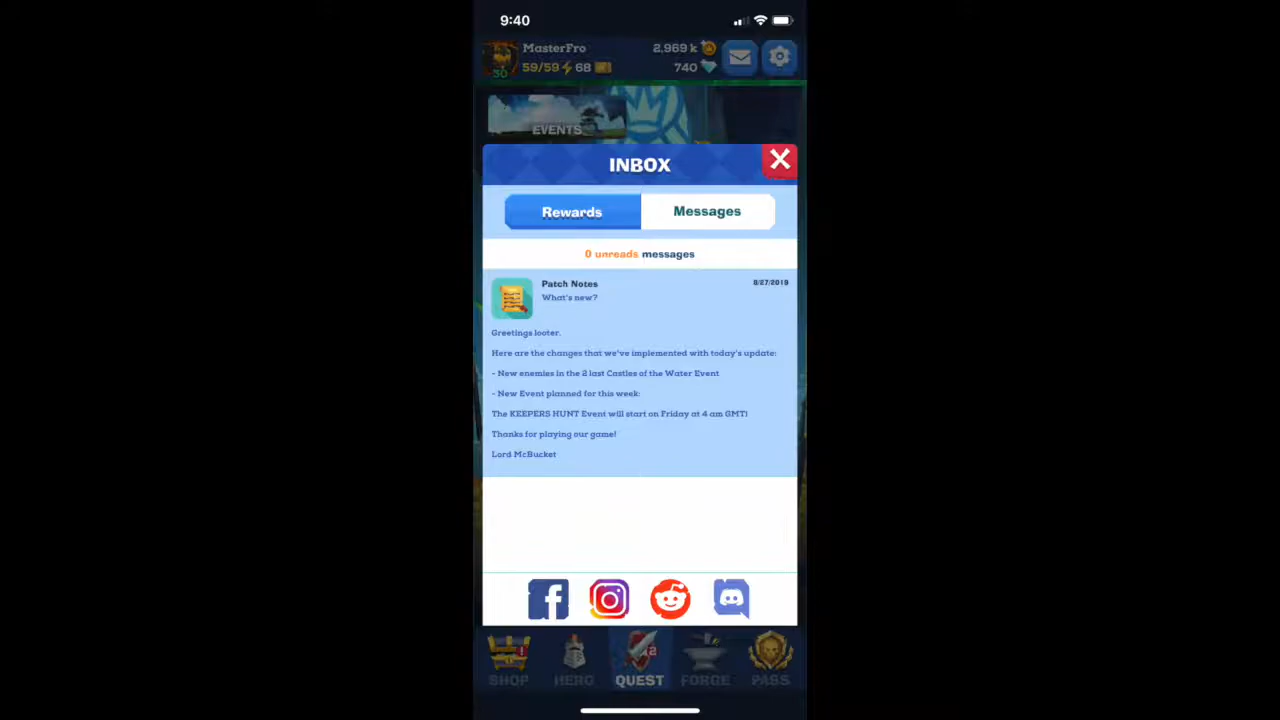 9:40
MasterFro
2,969 k
59/59
68
740
30
EVENTS
INBOX
Rewards
Messages
0 unreads messages
Patch Notes
8/27/2019
What's new?
Greetings looter.
Here are the changes that we've implemented with today's update:
- New enemies in the 2 last Castles of the Water Event
- New Event planned for this week:
The KEEPERS HUNT Event will start on Friday at 4 am GMT!
Thanks for playing our game!
Lord McBucket
SHOP
HERO
QUEST
FORGE
PASS